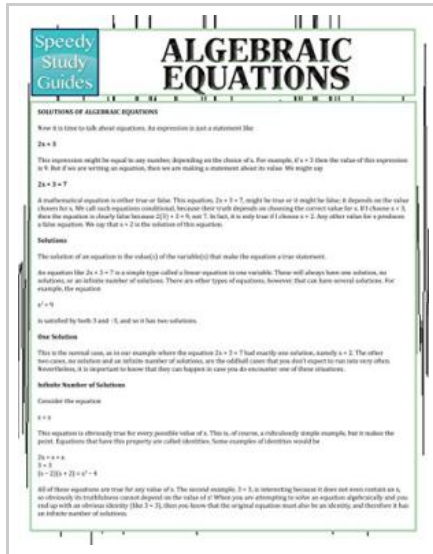 Speedy
Study
Guides
ALGEBRAIC
EQUATIONS
SOLUTIONS OF ALGEBRAIC EQUATIONS
Now it is time to talk about equations. An expression is just a statement like
2x + 3
This expression might be equal to any number, depending on the choice of x. For example, if x = 3 then the value of this expression
is 9. But if we are writing an equation, then we are making a statement about its value. We might say
2x + 3 = 7
A mathematical equation is either true or false. This equation, 2x + 3 = 7, might be true or it might be false; it depends on the value
chosen for x. We call such equations conditional, because their truth depends on choosing the correct value for x. If I choose x = 3,
then the equation is clearly false because 2(3) + 3 = 9, not 7. In fact, it is only true if I choose x = 2. Any other value for x produces
a false equation. We say that x = 2 is the solution of this equation.
Solutions
The solution of an equation is the value(s) of the variable(s) that make the equation a true statement.
An equation like 2x + 3 = 7 is a simple type called a linear equation in one variable. These will always have one solution, no
solutions, or an infinite number of solutions. There are other types of equations, however, that can have several solutions. For
example, the equation
x² = 9
is satisfied by both 3 and -3, and so it has two solutions.
One Solution
This is the normal case, as in our example where the equation 2x + 3 = 7 had exactly one solution, namely x = 2. The other
two cases, no solution and an infinite number of solutions, are the oddball cases that you don't expect to run into very often.
Nevertheless, it is important to know that they can happen in case you do encounter one of these situations.
Infinite Number of Solutions
Consider the equation
x = x
This equation is obviously true for every possible value of x. This is, of course, a ridiculously simple example, but it makes the
point. Equations that have this property are called identities. Some examples of identities would be
2x = x + x
3 = 3
(x - 2)(x + 2) = x² - 4
All of these equations are true for any value of x. The second example, 3 = 3, is interesting because it does not even contain an x,
so obviously its truthfulness cannot depend on the value of x! When you are attempting to solve an equation algebraically and you
end up with an obvious identity (like 3 = 3), then you know that the original equation must also be an identity, and therefore it has
an infinite number of solutions.